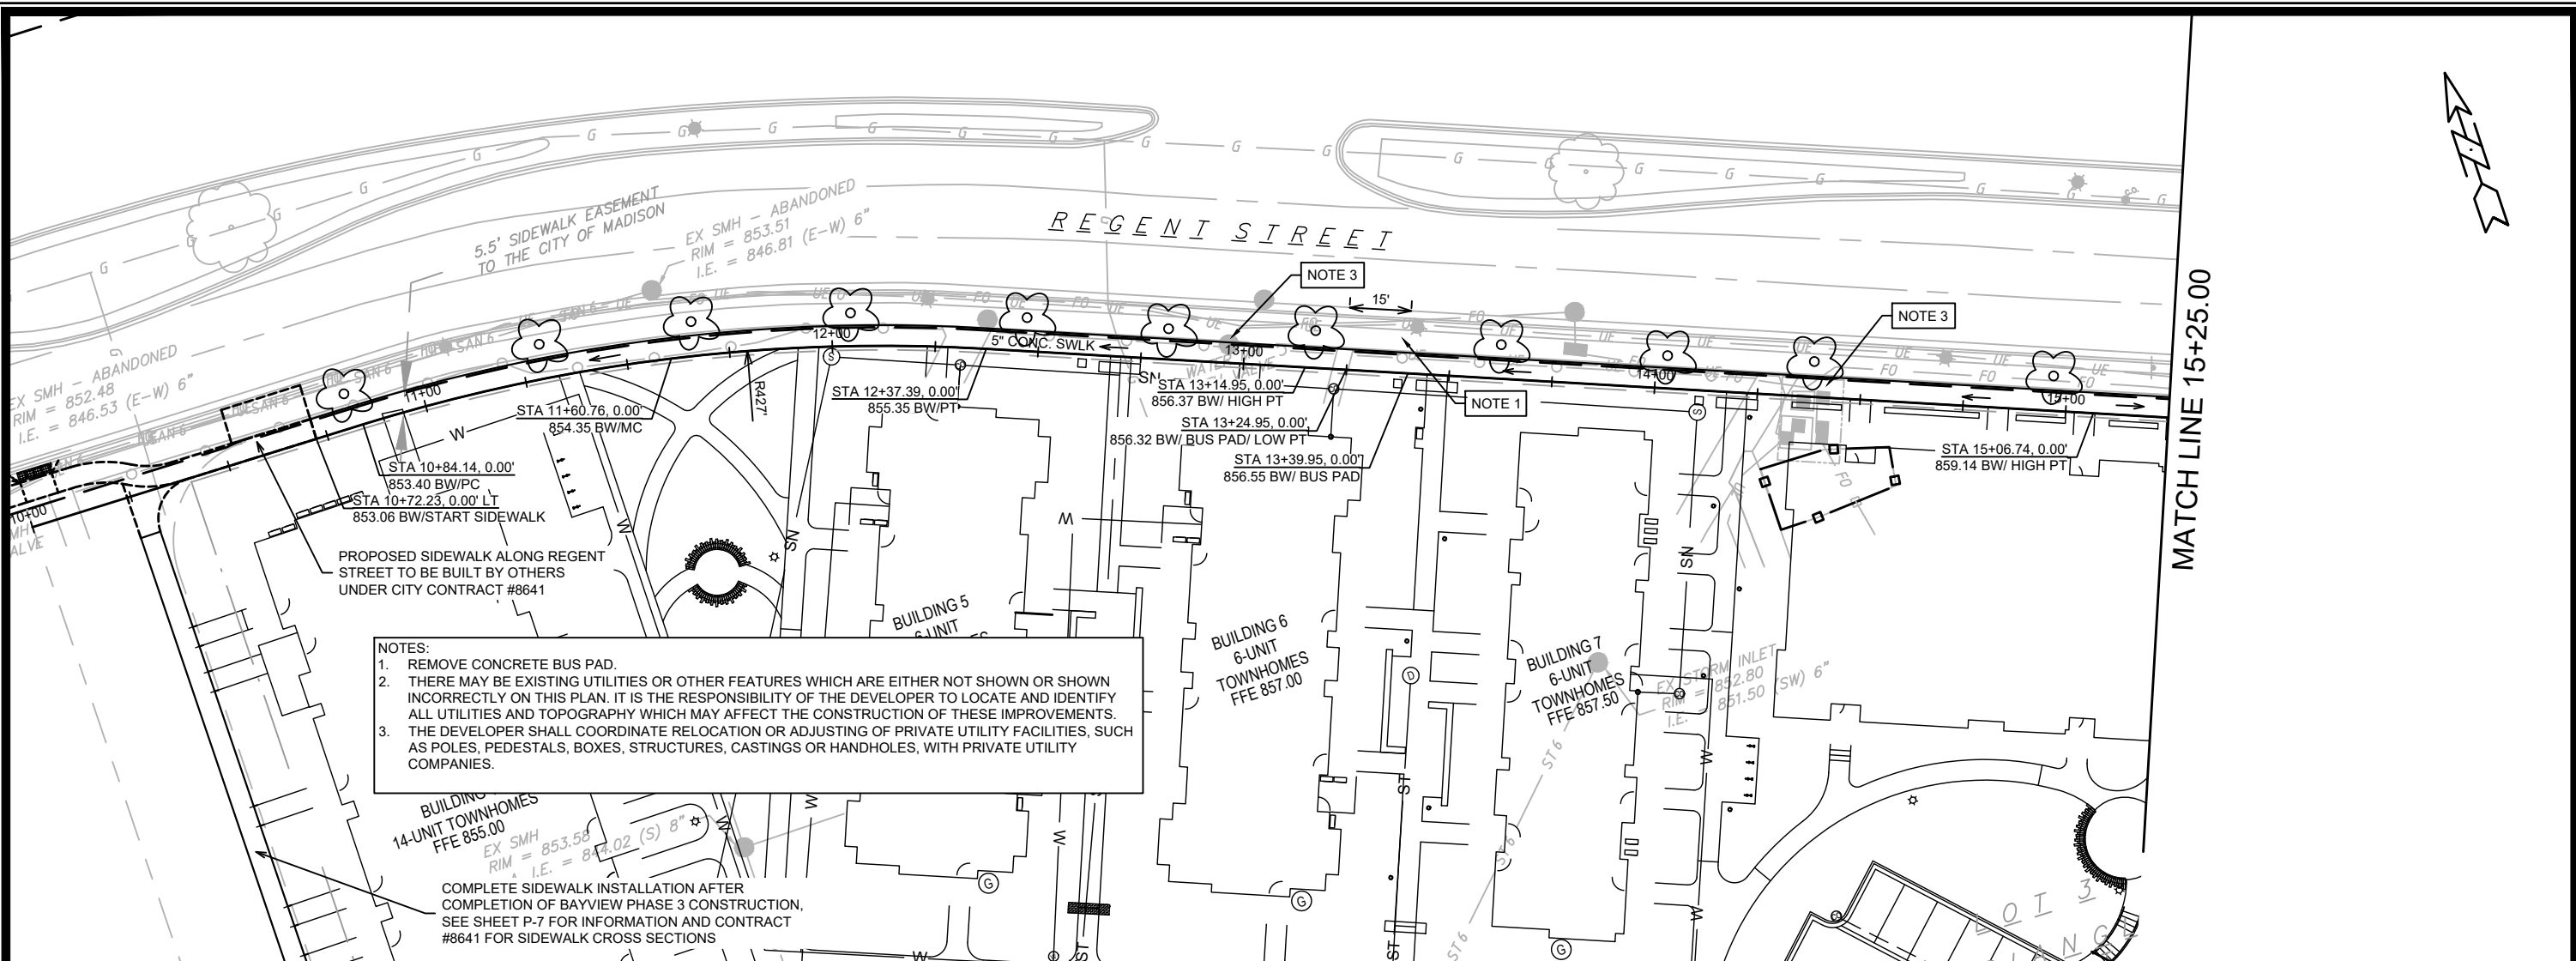 5.5' SIDEWALK EASEMENT
TO THE CITY OF MADISON
EX SMH - ABANDONED
RIM = 853.51
I.E. = 846.81 (E-W) 6"
REGENT STREET
NOTE 3
NOTE 3
15'
MATCH LINE 15+25.00
EX SMH - ABANDONED
RIM = 852.48
I.E. = 846.53 (E-W) 6"
10+00
11+00
12+00
13+00
14+00
15+00
5" CONC. SWLK
R427'
NOTE 1
STA 11+60.76, 0.00'
854.35 BW/MC
STA 12+37.39, 0.00'
855.35 BW/PT
STA 13+14.95, 0.00'
856.37 BW/ HIGH PT
STA 13+24.95, 0.00'
856.32 BW/ BUS PAD/ LOW PT
STA 13+39.95, 0.00'
856.55 BW/ BUS PAD
STA 15+06.74, 0.00'
859.14 BW/ HIGH PT
STA 10+84.14, 0.00'
853.40 BW/PC
STA 10+72.23, 0.00' LT
853.06 BW/START SIDEWALK
PROPOSED SIDEWALK ALONG REGENT
STREET TO BE BUILT BY OTHERS
UNDER CITY CONTRACT #8641
BUILDING 5
6-UNIT
BUILDING 6
6-UNIT
TOWNHOMES
FFE 857.00
BUILDING 7
6-UNIT
TOWNHOMES
FFE 857.50
EX STORM INLET
RIM = 852.80
I.E. = 851.50 (SW) 6"
NOTES:
1. REMOVE CONCRETE BUS PAD.
2. THERE MAY BE EXISTING UTILITIES OR OTHER FEATURES WHICH ARE EITHER NOT SHOWN OR SHOWN
INCORRECTLY ON THIS PLAN. IT IS THE RESPONSIBILITY OF THE DEVELOPER TO LOCATE AND IDENTIFY
ALL UTILITIES AND TOPOGRAPHY WHICH MAY AFFECT THE CONSTRUCTION OF THESE IMPROVEMENTS.
3. THE DEVELOPER SHALL COORDINATE RELOCATION OR ADJUSTING OF PRIVATE UTILITY FACILITIES, SUCH
AS POLES, PEDESTALS, BOXES, STRUCTURES, CASTINGS OR HANDHOLES, WITH PRIVATE UTILITY
COMPANIES.
BUILDING
14-UNIT TOWNHOMES
FFE 855.00
EX SMH
RIM = 853.58
I.E. = 844.02 (S) 8"
COMPLETE SIDEWALK INSTALLATION AFTER
COMPLETION OF BAYVIEW PHASE 3 CONSTRUCTION,
SEE SHEET P-7 FOR INFORMATION AND CONTRACT
#8641 FOR SIDEWALK CROSS SECTIONS
ST 6
ST 6
ST 6
LOT 3